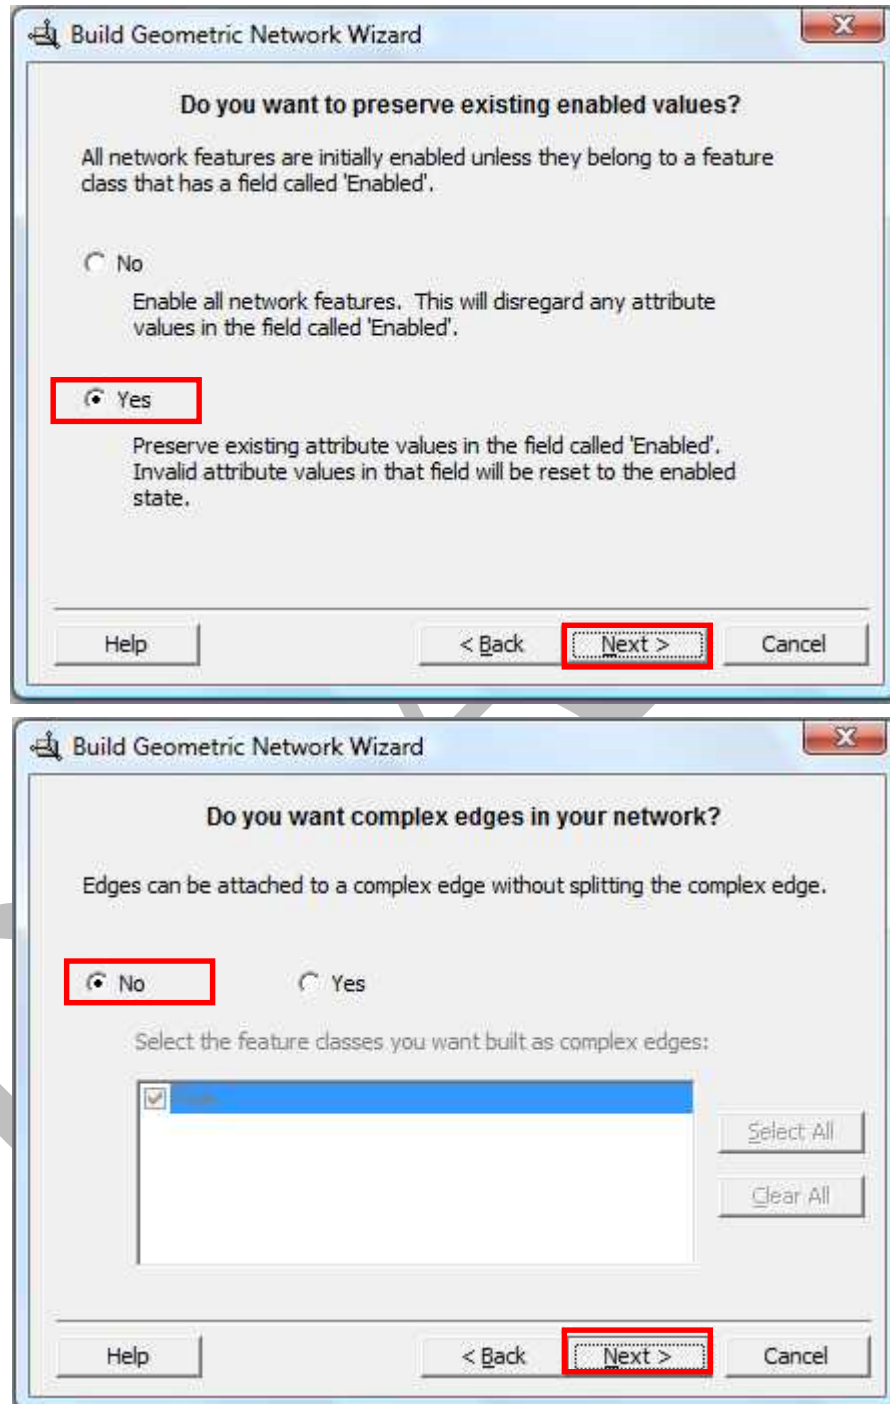 Build Geometric Network Wizard
Do you want to preserve existing enabled values?
All network features are initially enabled unless they belong to a feature
class that has a field called 'Enabled'.
No
Enable all network features. This will disregard any attribute
values in the field called 'Enabled'.
Yes
Preserve existing attribute values in the field called 'Enabled'.
Invalid attribute values in that field will be reset to the enabled
state.
Help < Back Next > Cancel
Build Geometric Network Wizard
Do you want complex edges in your network?
Edges can be attached to a complex edge without splitting the complex edge.
No Yes
Select the feature classes you want built as complex edges:
Select All
Clear All
Help < Back Next > Cancel